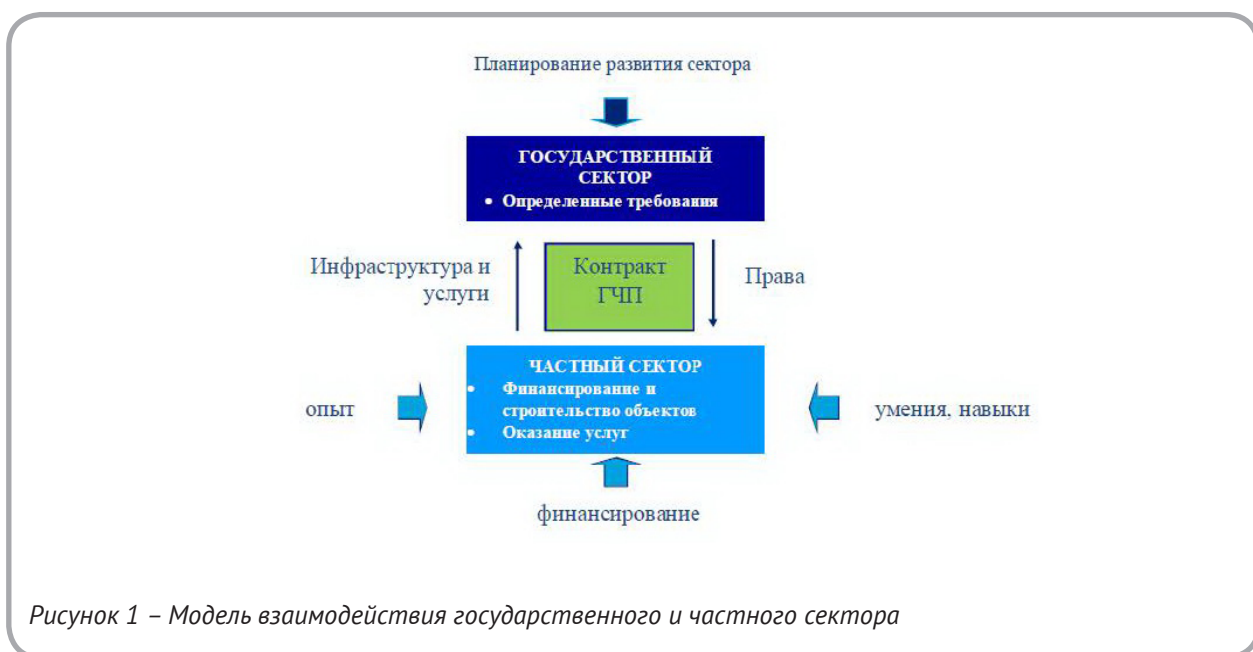 Планирование развития сектора
ГОСУДАРСТВЕННЫЙ
СЕКТОР
• Определенные требования
Инфраструктура и
услуги
Контракт
ГЧП
Права
ЧАСТНЫЙ СЕКТОР
• Финансирование и
строительство объектов
• Оказание услуг
опыт
умения, навыки
финансирование
Рисунок 1 – Модель взаимодействия государственного и частного сектора